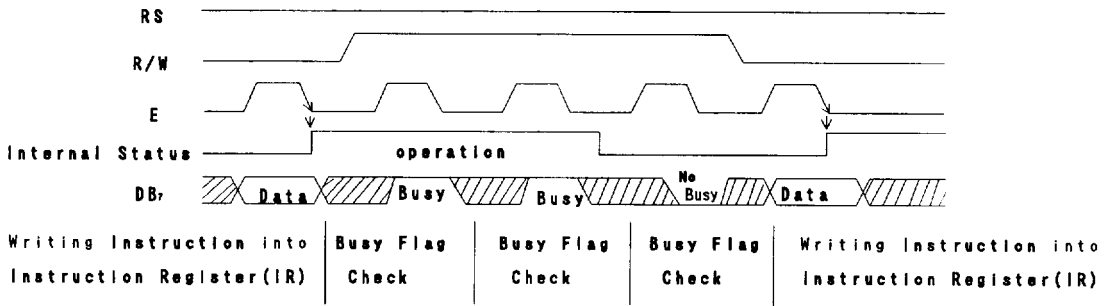 RS
R/W
E
Internal Status
operation
DB₇
Data
Busy
Busy
No
Busy
Data
Writing Instruction into
Instruction Register(IR)
Busy Flag
Check
Busy Flag
Check
Busy Flag
Check
Writing Instruction into
Instruction Register(IR)